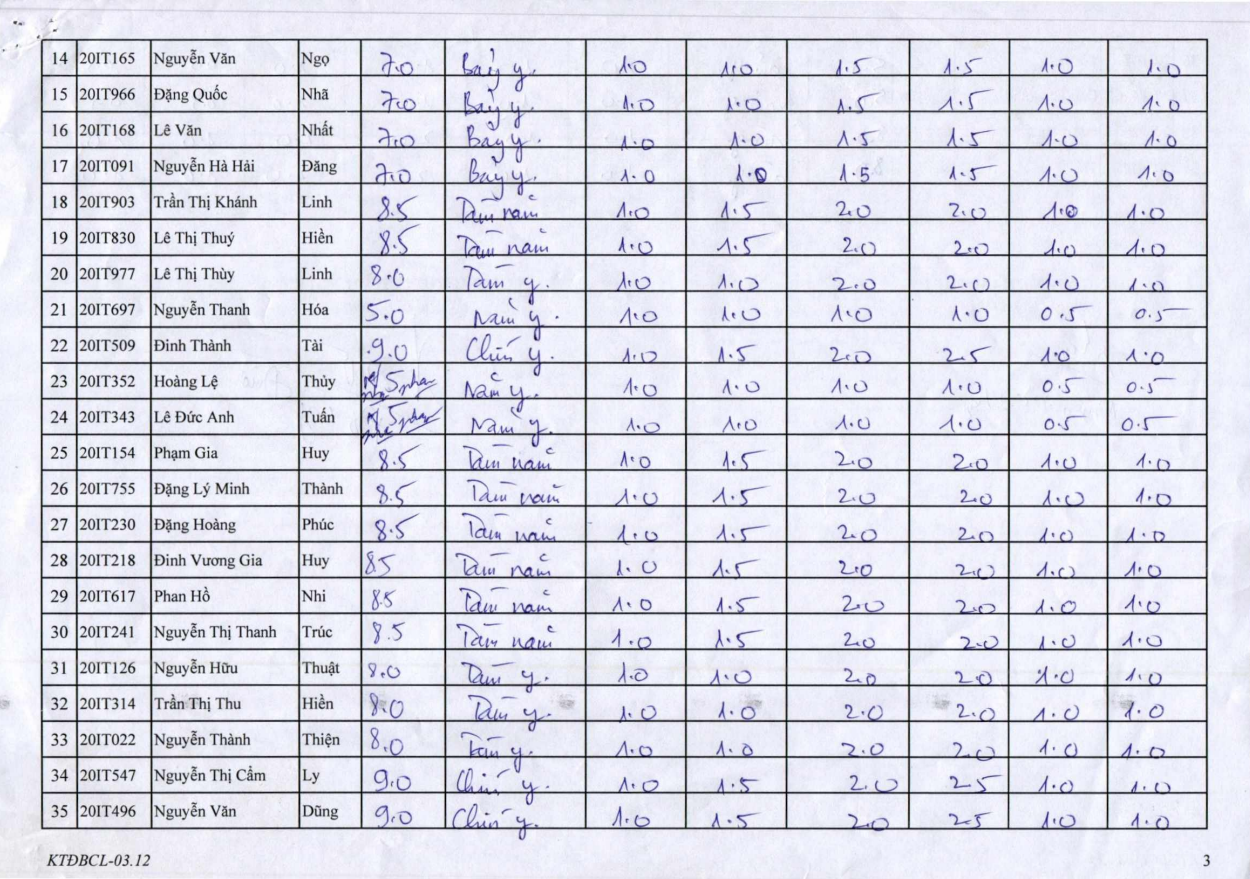 14 20IT165 Nguyễn Văn Ngọ 7.0 Bảy y. 1.0 1.0 1.5 1.5 1.0 1.0
15 20IT966 Đặng Quốc Nhã 7.0 Bảy y. 1.0 1.0 1.5 1.5 1.0 1.0
16 20IT168 Lê Văn Nhất 7.0 Bảy y. 1.0 1.0 1.5 1.5 1.0 1.0
17 20IT091 Nguyễn Hà Hải Đăng 7.0 Bảy y. 1.0 1.0 1.5 1.5 1.0 1.0
18 20IT903 Trần Thị Khánh Linh 8.5 Tám năm 1.0 1.5 2.0 2.0 1.0 1.0
19 20IT830 Lê Thị Thuý Hiền 8.5 Tám năm 1.0 1.5 2.0 2.0 1.0 1.0
20 20IT977 Lê Thị Thùy Linh 8.0 Tám y. 1.0 1.0 2.0 2.0 1.0 1.0
21 20IT697 Nguyễn Thanh Hóa 5.0 Năm y. 1.0 1.0 1.0 1.0 0.5 0.5
22 20IT509 Đinh Thành Tài 9.0 Chín y. 1.0 1.5 2.0 2.5 1.0 1.0
23 20IT352 Hoàng Lệ Thủy Năm y. 1.0 1.0 1.0 1.0 0.5 0.5
24 20IT343 Lê Đức Anh Tuấn Năm y. 1.0 1.0 1.0 1.0 0.5 0.5
25 20IT154 Phạm Gia Huy 8.5 Tám năm 1.0 1.5 2.0 2.0 1.0 1.0
26 20IT755 Đặng Lý Minh Thành 8.5 Tám năm 1.0 1.5 2.0 2.0 1.0 1.0
27 20IT230 Đặng Hoàng Phúc 8.5 Tám năm 1.0 1.5 2.0 2.0 1.0 1.0
28 20IT218 Đinh Vương Gia Huy 8.5 Tám năm 1.0 1.5 2.0 2.0 1.0 1.0
29 20IT617 Phan Hồ Nhi 8.5 Tám năm 1.0 1.5 2.0 2.0 1.0 1.0
30 20IT241 Nguyễn Thị Thanh Trúc 8.5 Tám năm 1.0 1.5 2.0 2.0 1.0 1.0
31 20IT126 Nguyễn Hữu Thuật 8.0 Tám y. 1.0 1.0 2.0 2.0 1.0 1.0
32 20IT314 Trần Thị Thu Hiền 8.0 Tám y. 1.0 1.0 2.0 2.0 1.0 1.0
33 20IT022 Nguyễn Thành Thiện 8.0 Tám y. 1.0 1.0 2.0 2.0 1.0 1.0
34 20IT547 Nguyễn Thị Cẩm Ly 9.0 Chín y. 1.0 1.5 2.0 2.5 1.0 1.0
35 20IT496 Nguyễn Văn Dũng 9.0 Chín y. 1.0 1.5 2.0 2.5 1.0 1.0
KTĐBCL-03.12 3